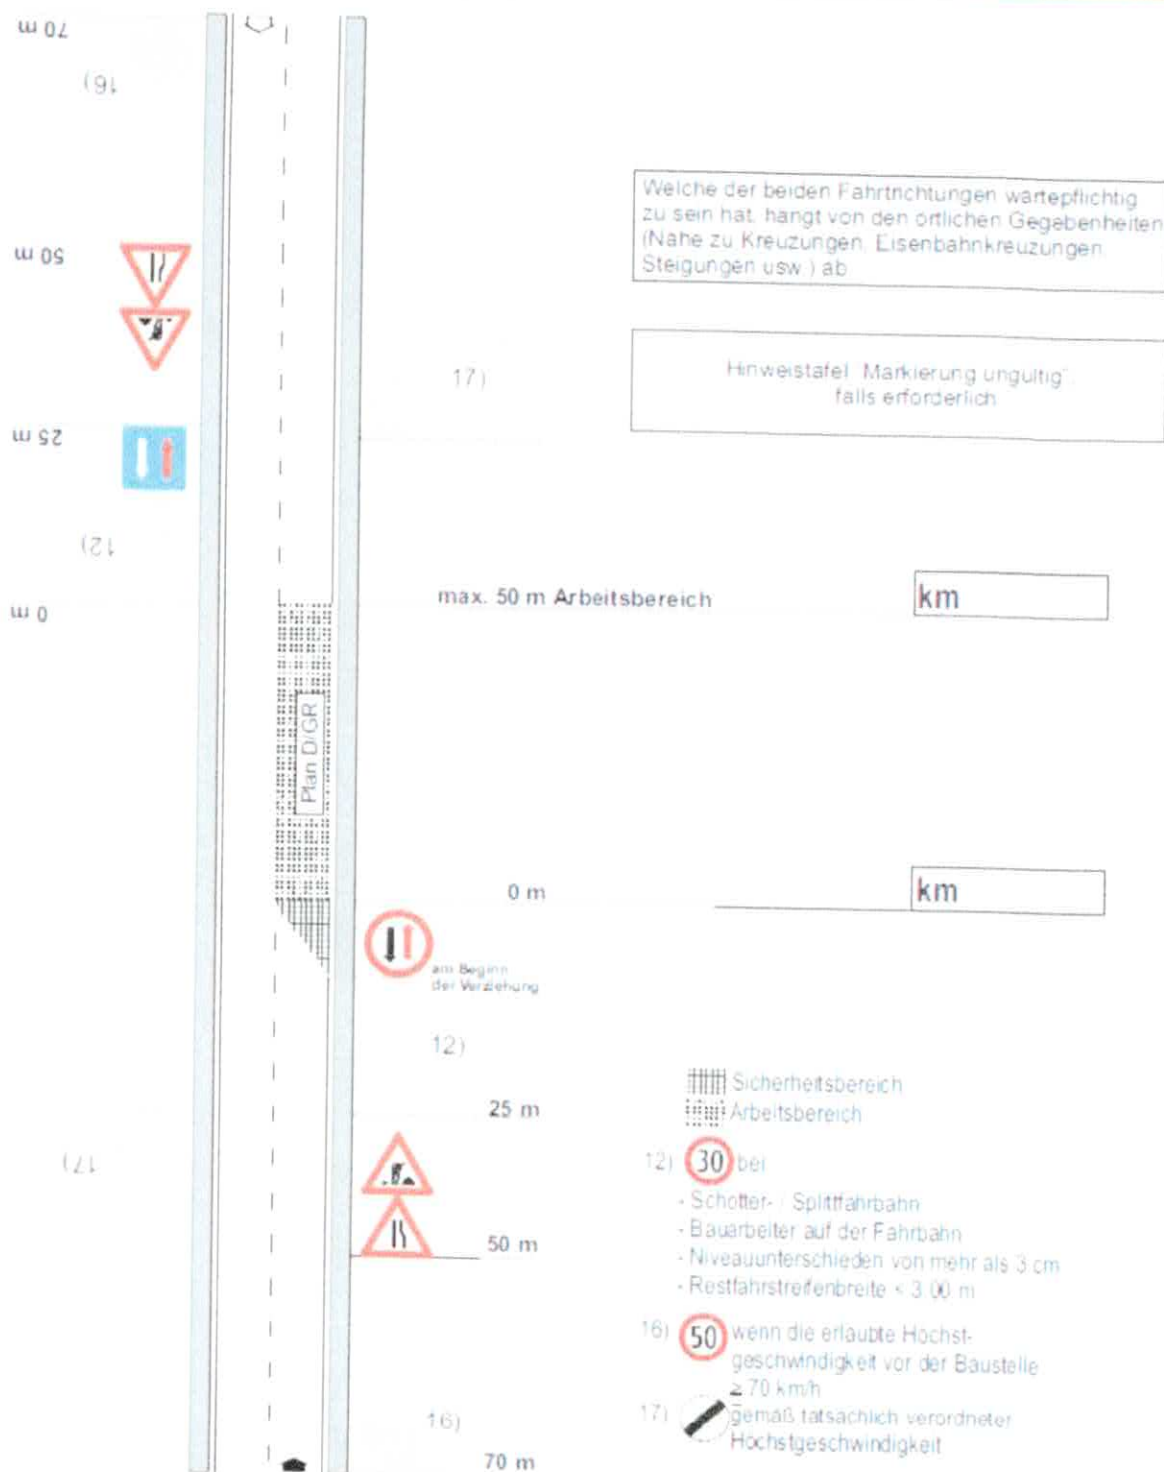 70 m
16)
Welche der beiden Fahrtrichtungen wartepflichtig
zu sein hat, hängt von den örtlichen Gegebenheiten
(Nähe zu Kreuzungen, Eisenbahnkreuzungen,
Steigungen usw.) ab
50 m
Hinweistafel "Markierung ungültig",
falls erforderlich
17)
25 m
12)
max. 50 m Arbeitsbereich
km
0 m
Plan D/GR
0 m
km
am Beginn
der Verziehung
12)
Sicherheitsbereich
25 m
Arbeitsbereich
17)
12) 30 bei
- Schotter- / Splittfahrbahn
- Bauarbeiter auf der Fahrbahn
50 m
- Niveauunterschieden von mehr als 3 cm
- Restfahrstreifenbreite < 3.00 m
16) 50 wenn die erlaubte Höchst-
geschwindigkeit vor der Baustelle
≥ 70 km/h
17) gemäß tatsächlich verordneter
Höchstgeschwindigkeit
16)
70 m